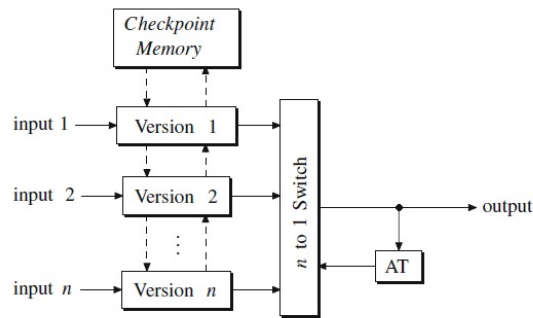 Checkpoint
Memory
input 1
Version 1
input 2
Version 2
⋮
input n
Version n
n to 1 Switch
output
AT